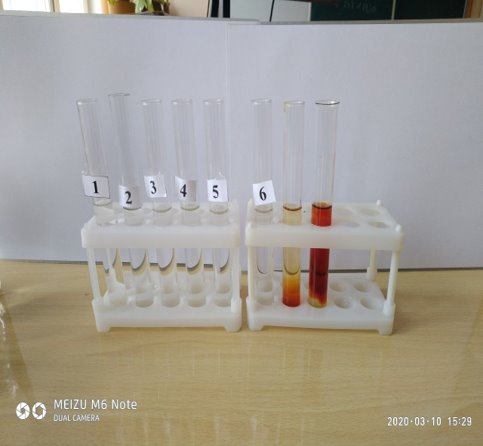 1 2 3 4 5 6
MEIZU M6 Note
DUAL CAMERA
2020-03-10 15:29